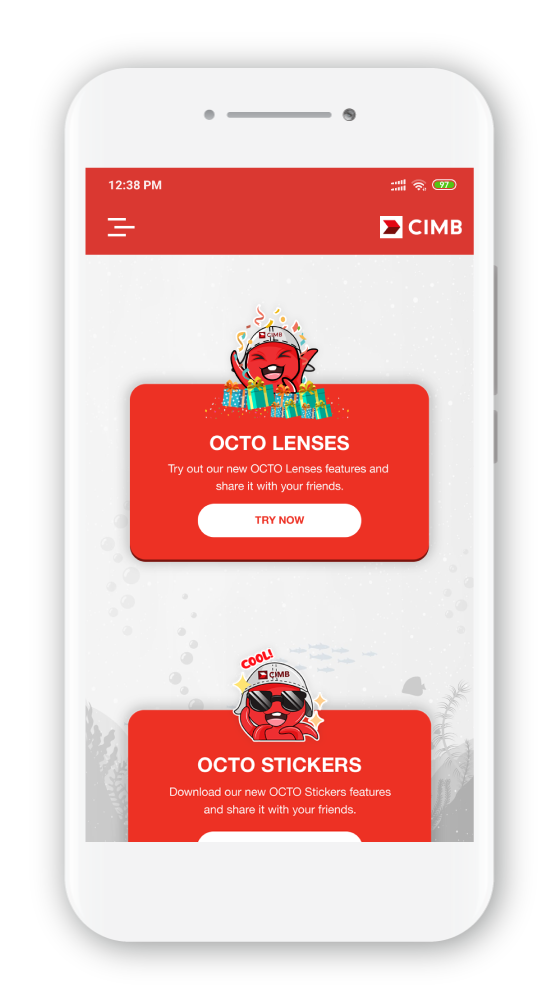 12:38 PM
97
CIMB
CIMB
OCTO LENSES
Try out our new OCTO Lenses features and
share it with your friends.
TRY NOW
COOL!
CIMB
OCTO STICKERS
Download our new OCTO Stickers features
and share it with your friends.